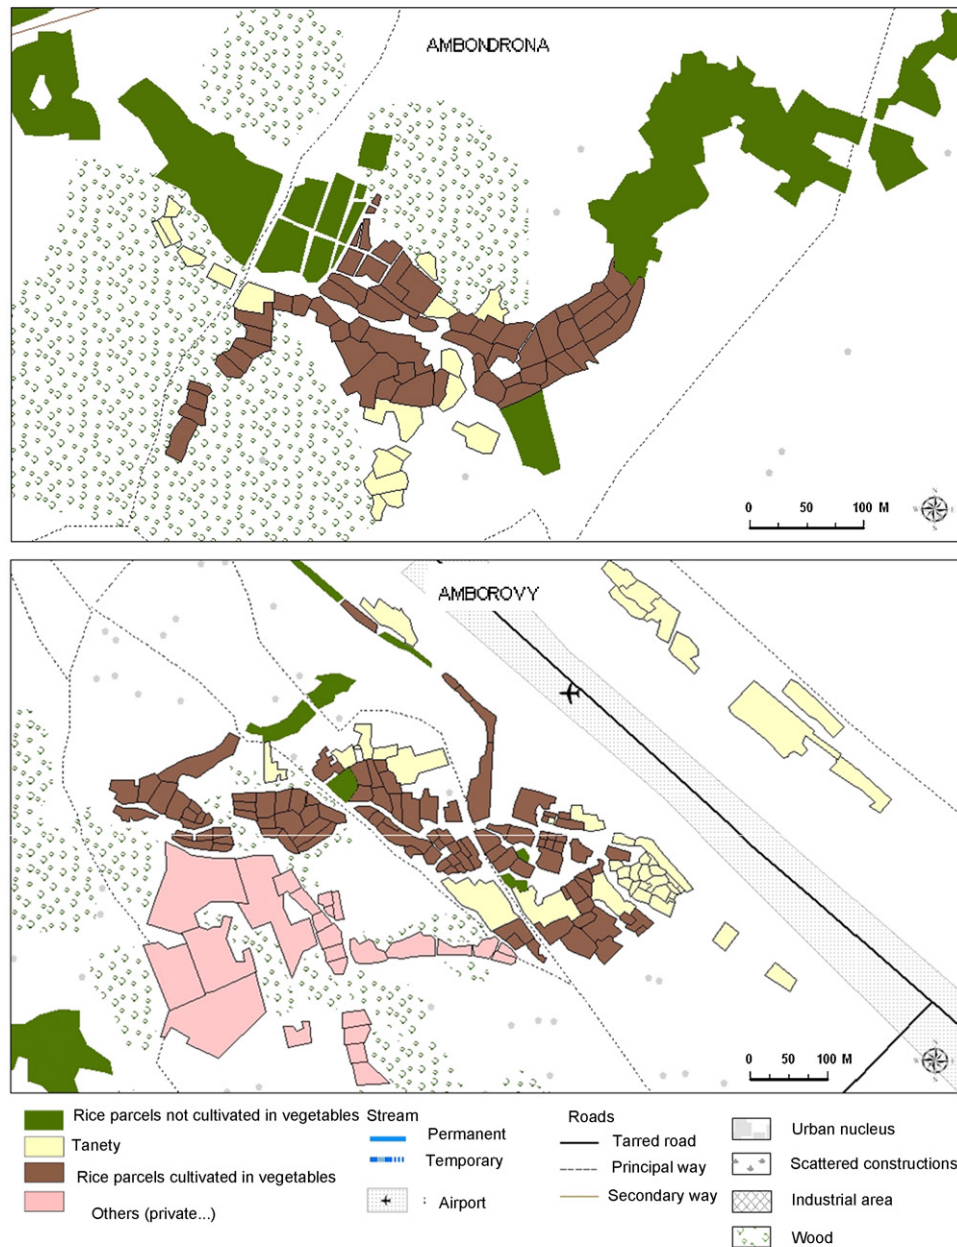 AMBONDRONA
0 50 100 M
AMBOROVY
0 50 100 M
Rice parcels not cultivated in vegetables
Tanety
Rice parcels cultivated in vegetables
Others (private...)
Stream
Permanent
Temporary
: Airport
Roads
Tarred road
Principal way
Secondary way
Urban nucleus
Scattered constructions
Industrial area
Wood